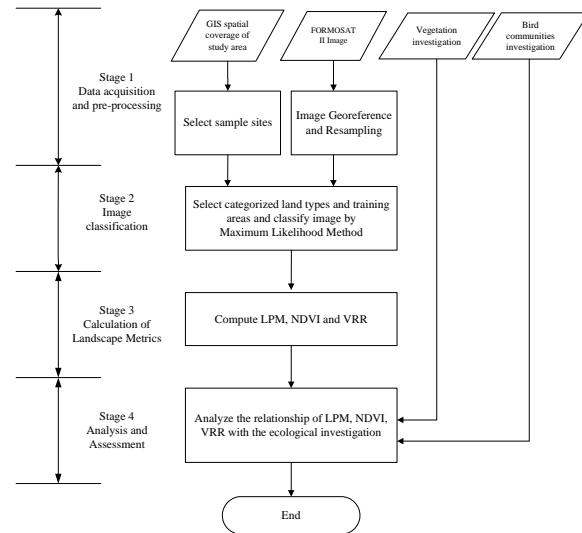 GIS spatial
coverage of
study area
FORMOSAT
II Image
Vegetation
investigation
Bird
communities
investigation
Stage 1
Data acquisition
and pre-processing
Select sample sites
Image Georeference
and Resampling
Stage 2
Image
classification
Select categorized land types and training
areas and classify image by
Maximum Likelihood Method
Stage 3
Calculation of
Landscape Metrics
Compute LPM, NDVI and VRR
Stage 4
Analysis and
Assessment
Analyze the relationship of LPM, NDVI,
VRR with the ecological investigation
End